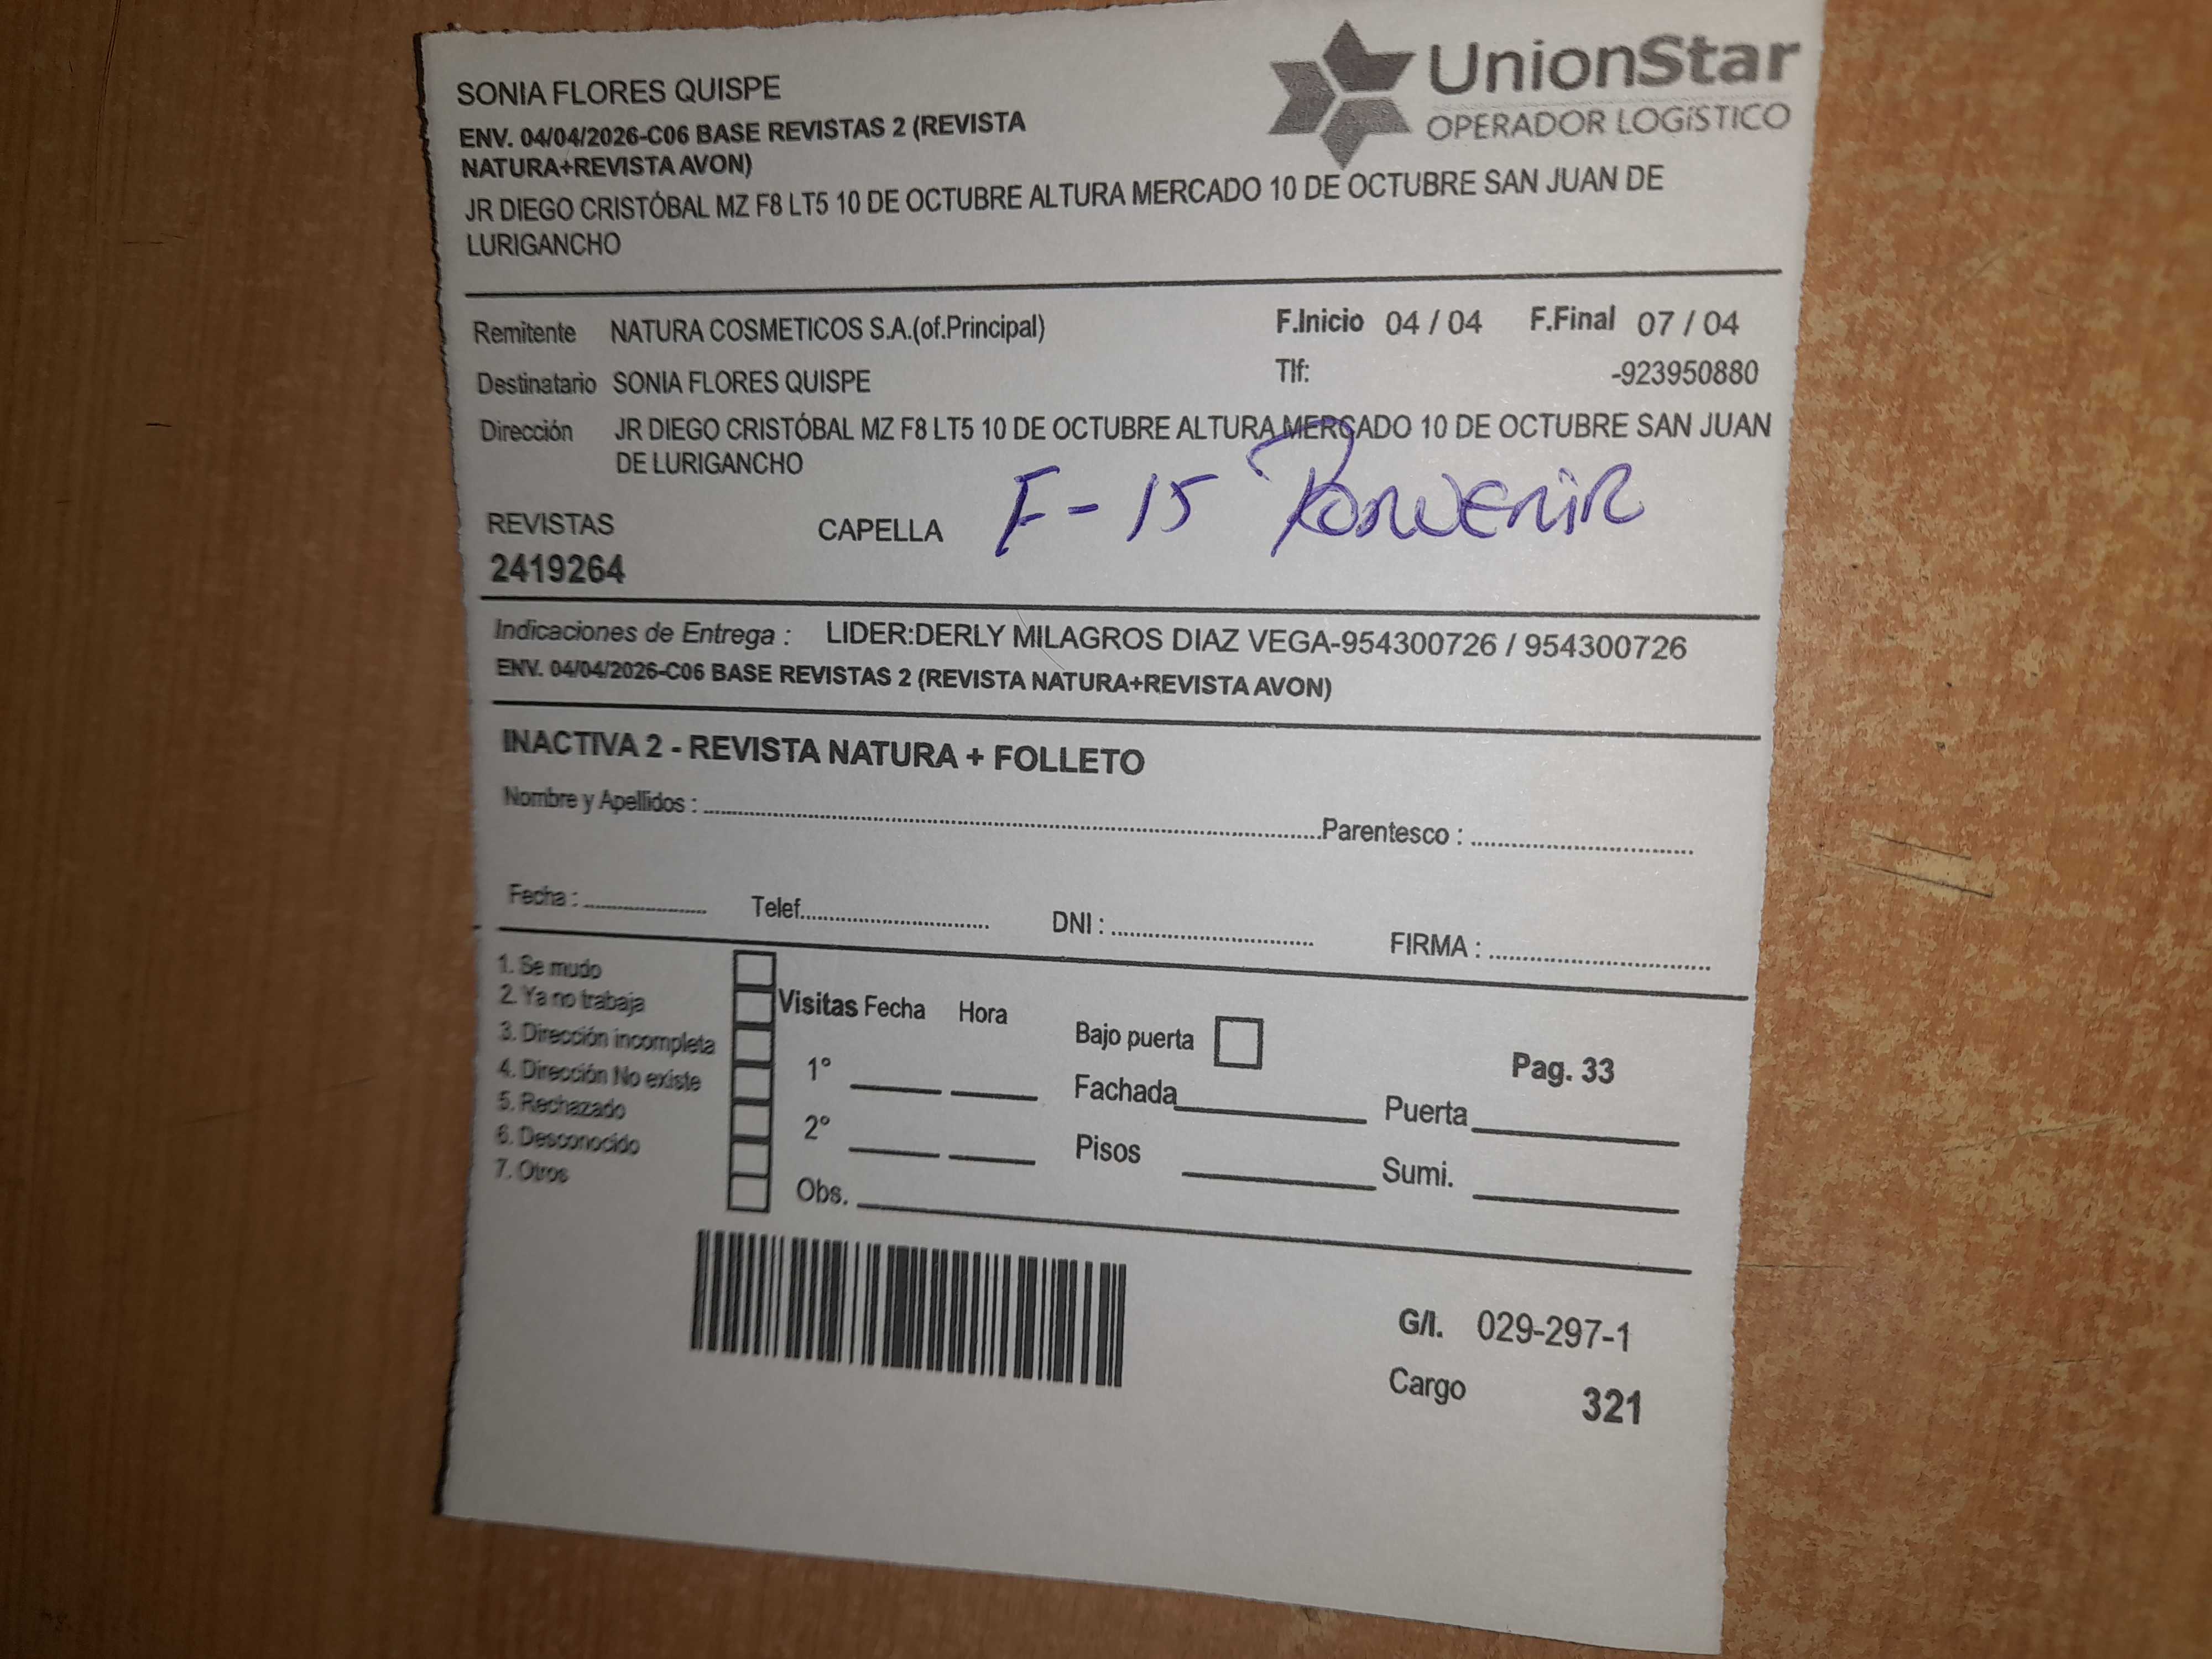 UnionStar
OPERADOR LOGíSTICO
SONIA FLORES QUISPE
ENV. 04/04/2026-C06 BASE REVISTAS 2 (REVISTA
NATURA+REVISTA AVON)
JR DIEGO CRISTÓBAL MZ F8 LT5 10 DE OCTUBRE ALTURA MERCADO 10 DE OCTUBRE SAN JUAN DE
LURIGANCHO
Remitente NATURA COSMETICOS S.A.(of.Principal) F.Inicio 04 / 04 F.Final 07 / 04
Destinatario SONIA FLORES QUISPE Tlf: -923950880
Dirección JR DIEGO CRISTÓBAL MZ F8 LT5 10 DE OCTUBRE ALTURA MERCADO 10 DE OCTUBRE SAN JUAN
DE LURIGANCHO
F-15 PORVENIR
REVISTAS CAPELLA
2419264
Indicaciones de Entrega : LIDER:DERLY MILAGROS DIAZ VEGA-954300726 / 954300726
ENV. 04/04/2026-C06 BASE REVISTAS 2 (REVISTA NATURA+REVISTA AVON)
INACTIVA 2 - REVISTA NATURA + FOLLETO
Nombre y Apellidos : Parentesco :
Fecha : Telef. DNI : FIRMA :
1. Se mudo
2. Ya no trabaja
3. Dirección incompleta
4. Dirección No existe
5. Rechazado
6. Desconocido
7. Otros
Visitas Fecha Hora
1°
2°
Obs.
Bajo puerta Pag. 33
Fachada Puerta
Pisos Sumi.
G/I. 029-297-1
Cargo 321